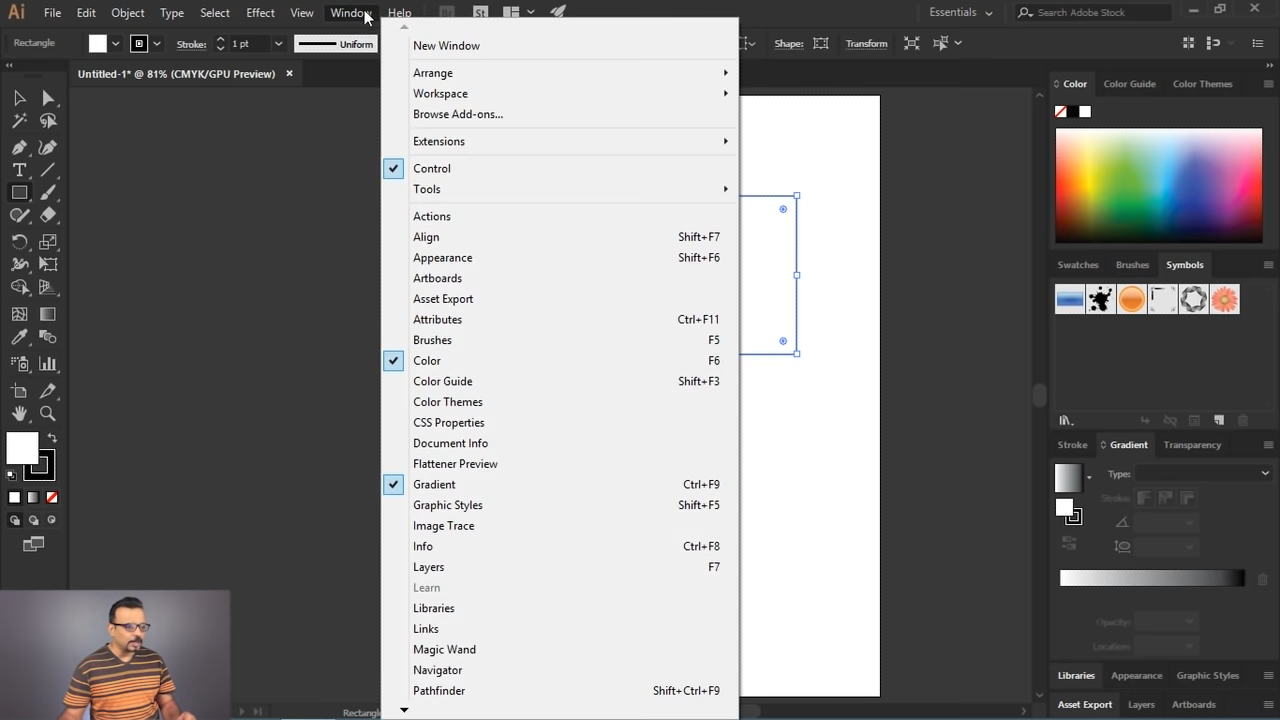 Ai File Edit Object Type Select Effect View Window Help Br St Essentials Search Adobe Stock
Rectangle Stroke: 1 pt Uniform Shape: Transform
Untitled-1* @ 81% (CMYK/GPU Preview) ×
New Window
Arrange
Workspace
Browse Add-ons...
Extensions
Control
Tools
Actions
Align Shift+F7
Appearance Shift+F6
Artboards
Asset Export
Attributes Ctrl+F11
Brushes F5
Color F6
Color Guide Shift+F3
Color Themes
CSS Properties
Document Info
Flattener Preview
Gradient Ctrl+F9
Graphic Styles Shift+F5
Image Trace
Info Ctrl+F8
Layers F7
Learn
Libraries
Links
Magic Wand
Navigator
Pathfinder Shift+Ctrl+F9
Color Color Guide Color Themes
Swatches Brushes Symbols
Stroke Gradient Transparency
Type:
Stroke:
Opacity:
Location:
Libraries Appearance Graphic Styles
Asset Export Layers Artboards
Rectangle